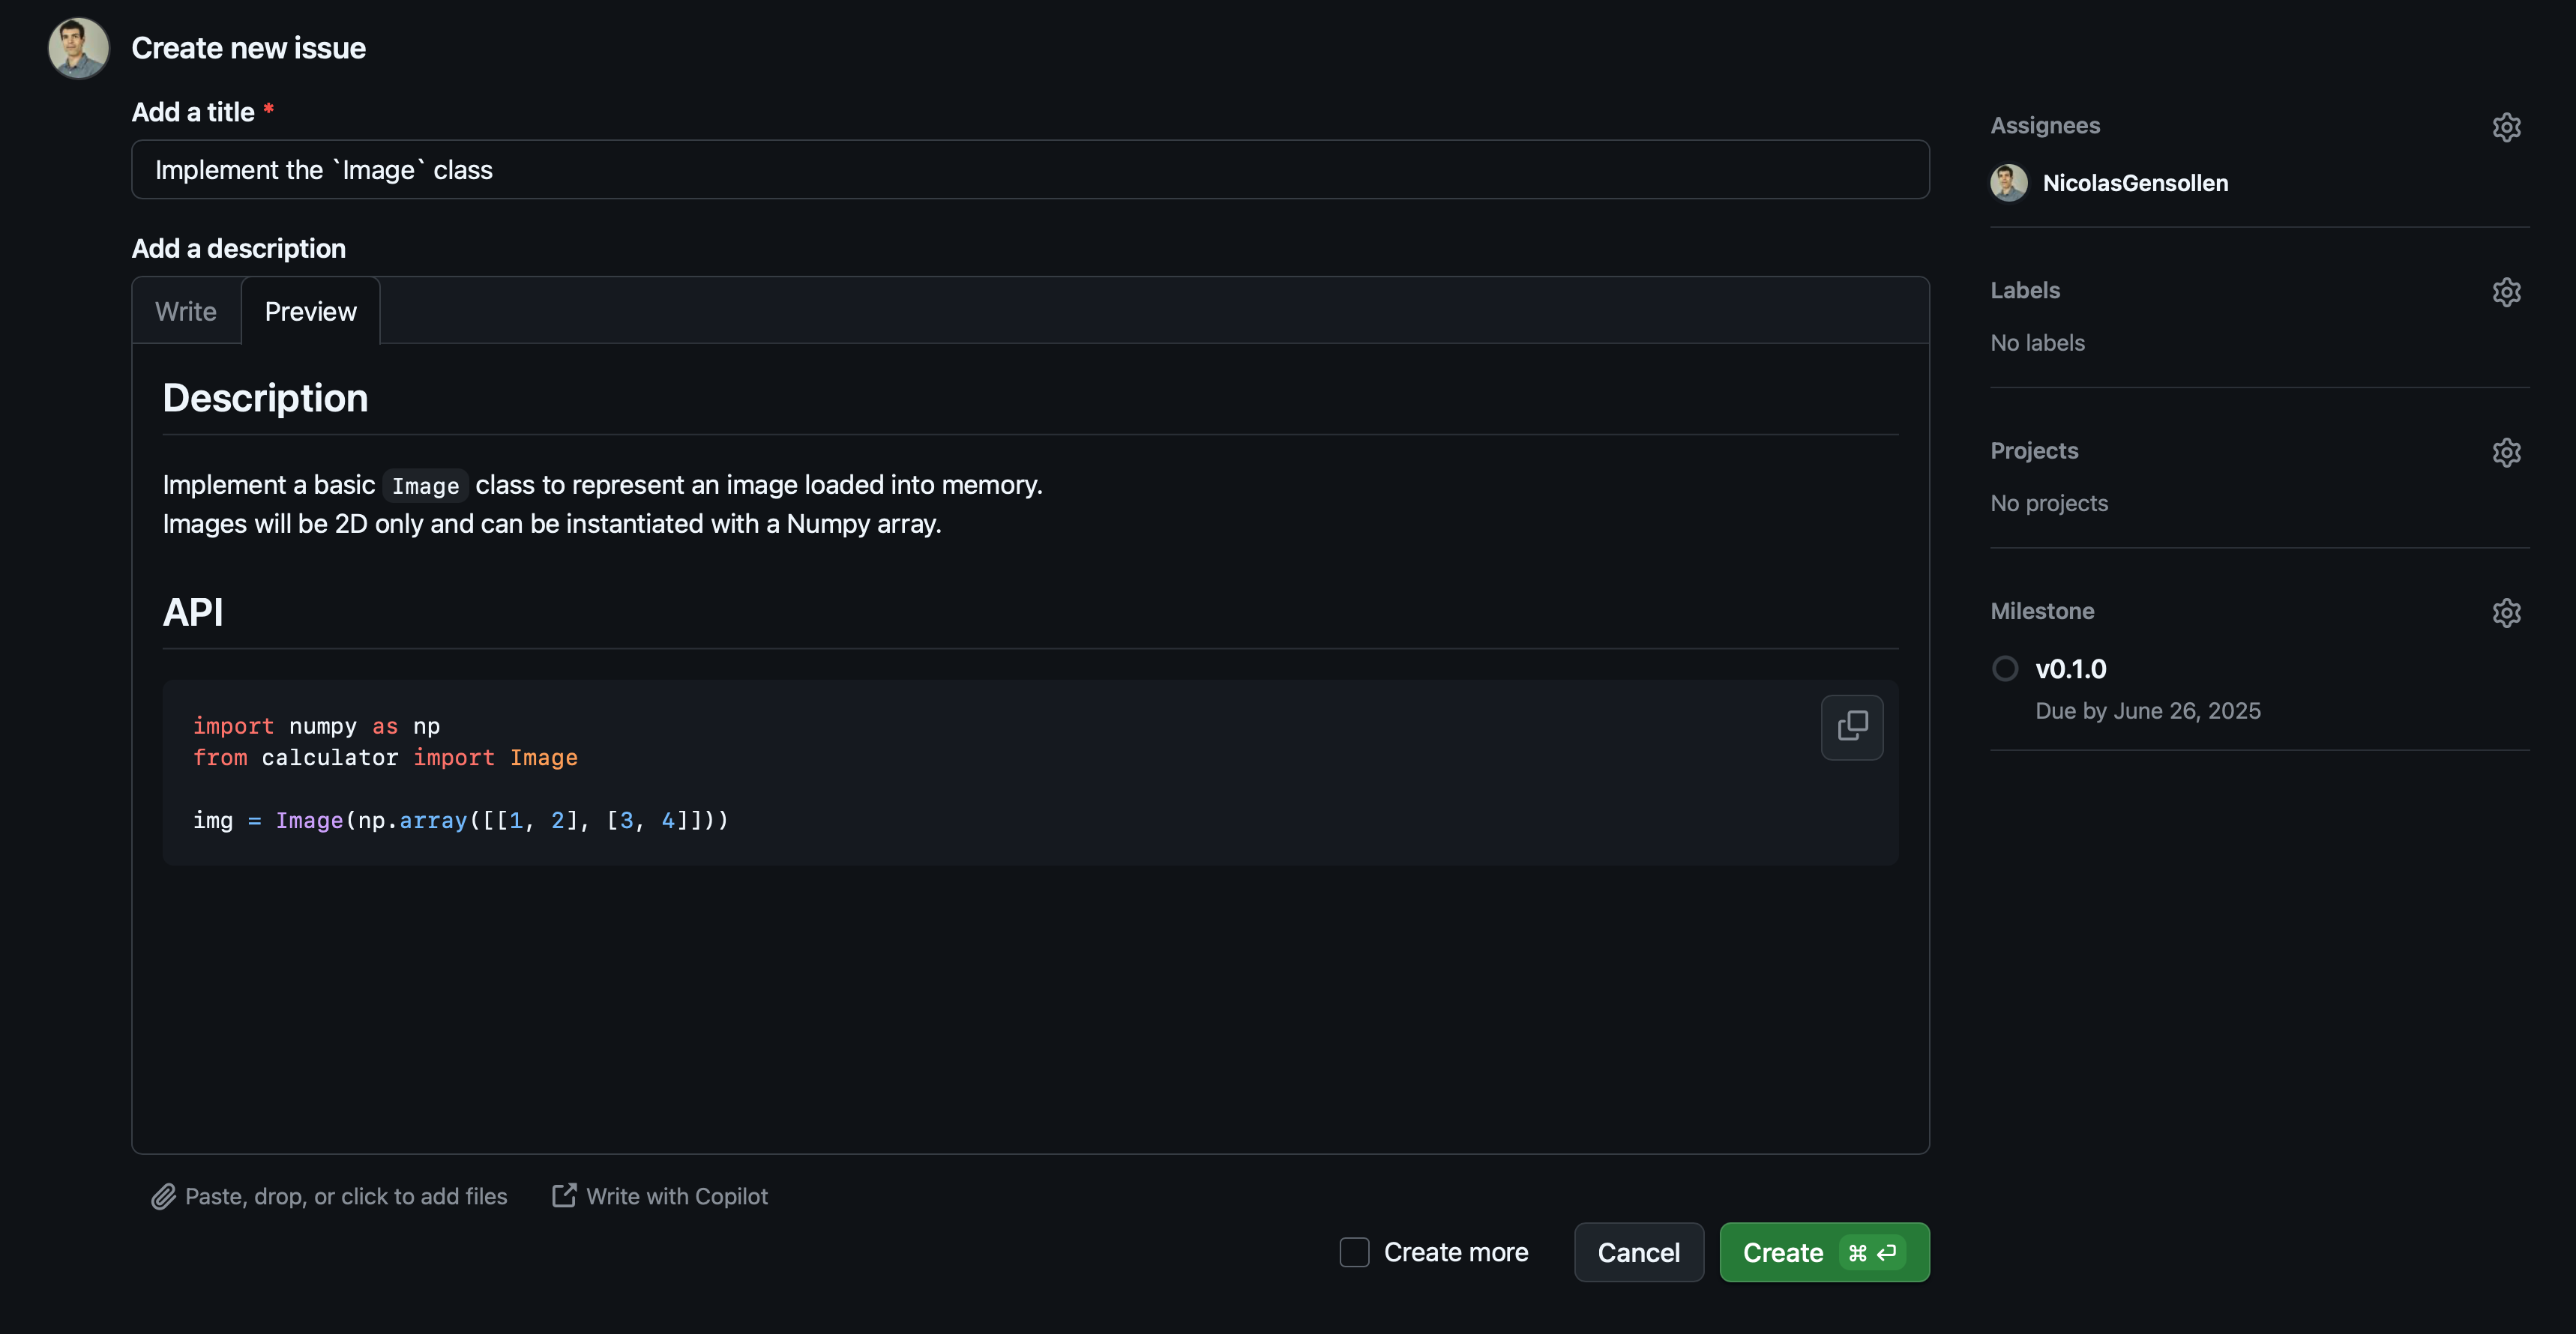 Create new issue
Add a title *
Implement the `Image` class
Add a description
Write
Preview
Description
Implement a basic Image class to represent an image loaded into memory.
Images will be 2D only and can be instantiated with a Numpy array.
API
import numpy as np
from calculator import Image
img = Image(np.array([[1, 2], [3, 4]]))
Paste, drop, or click to add files
Write with Copilot
Create more
Cancel
Create ⌘ ⏎
Assignees
NicolasGensollen
Labels
No labels
Projects
No projects
Milestone
v0.1.0
Due by June 26, 2025